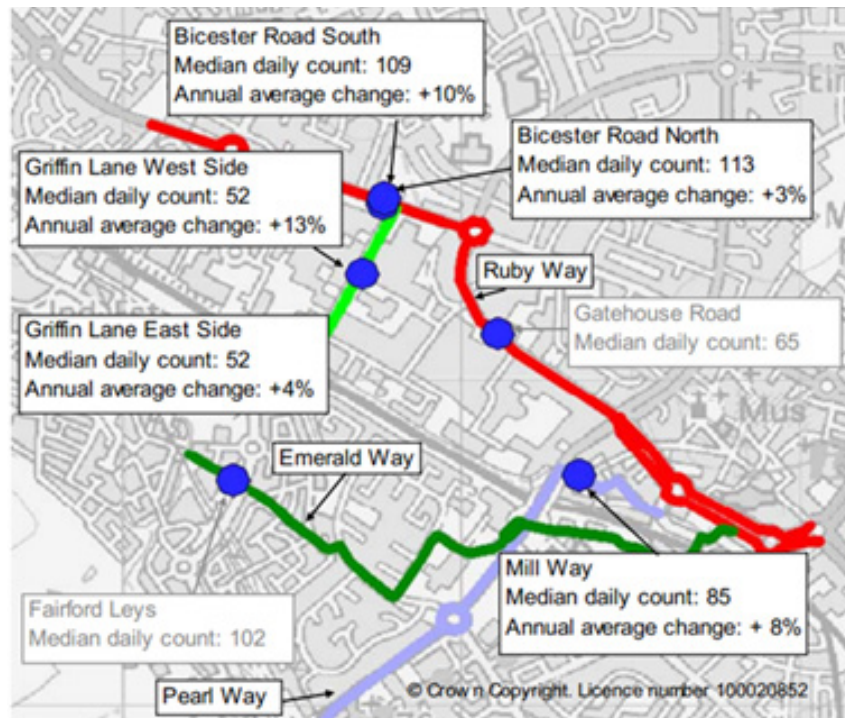 Bicester Road South
Median daily count: 109
Annual average change: +10%
Bicester Road North
Median daily count: 113
Annual average change: +3%
Griffin Lane West Side
Median daily count: 52
Annual average change: +13%
Ruby Way
Gatehouse Road
Median daily count: 65
Griffin Lane East Side
Median daily count: 52
Annual average change: +4%
Mus
Emerald Way
Mill Way
Median daily count: 85
Annual average change: + 8%
Fairford Leys
Median daily count: 102
Pearl Way
© Crow n Copyright. Licence number 100020852